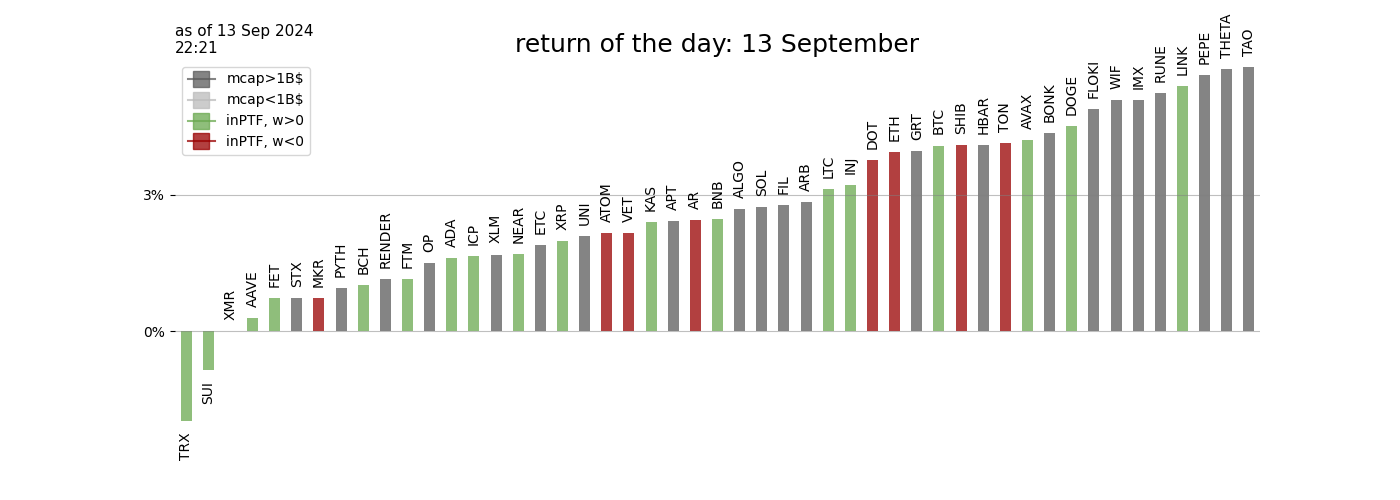 as of 13 Sep 2024
22:21
return of the day: 13 September
mcap>1B$
mcap<1B$
inPTF, w>0
inPTF, w<0
3%
0%
TRX
SUI
XMR
AAVE
FET
STX
MKR
PYTH
BCH
RENDER
FTM
OP
ADA
ICP
XLM
NEAR
ETC
XRP
UNI
ATOM
VET
KAS
APT
AR
BNB
ALGO
SOL
FIL
ARB
LTC
INJ
DOT
ETH
GRT
BTC
SHIB
HBAR
TON
AVAX
BONK
DOGE
FLOKI
WIF
IMX
RUNE
LINK
PEPE
THETA
TAO